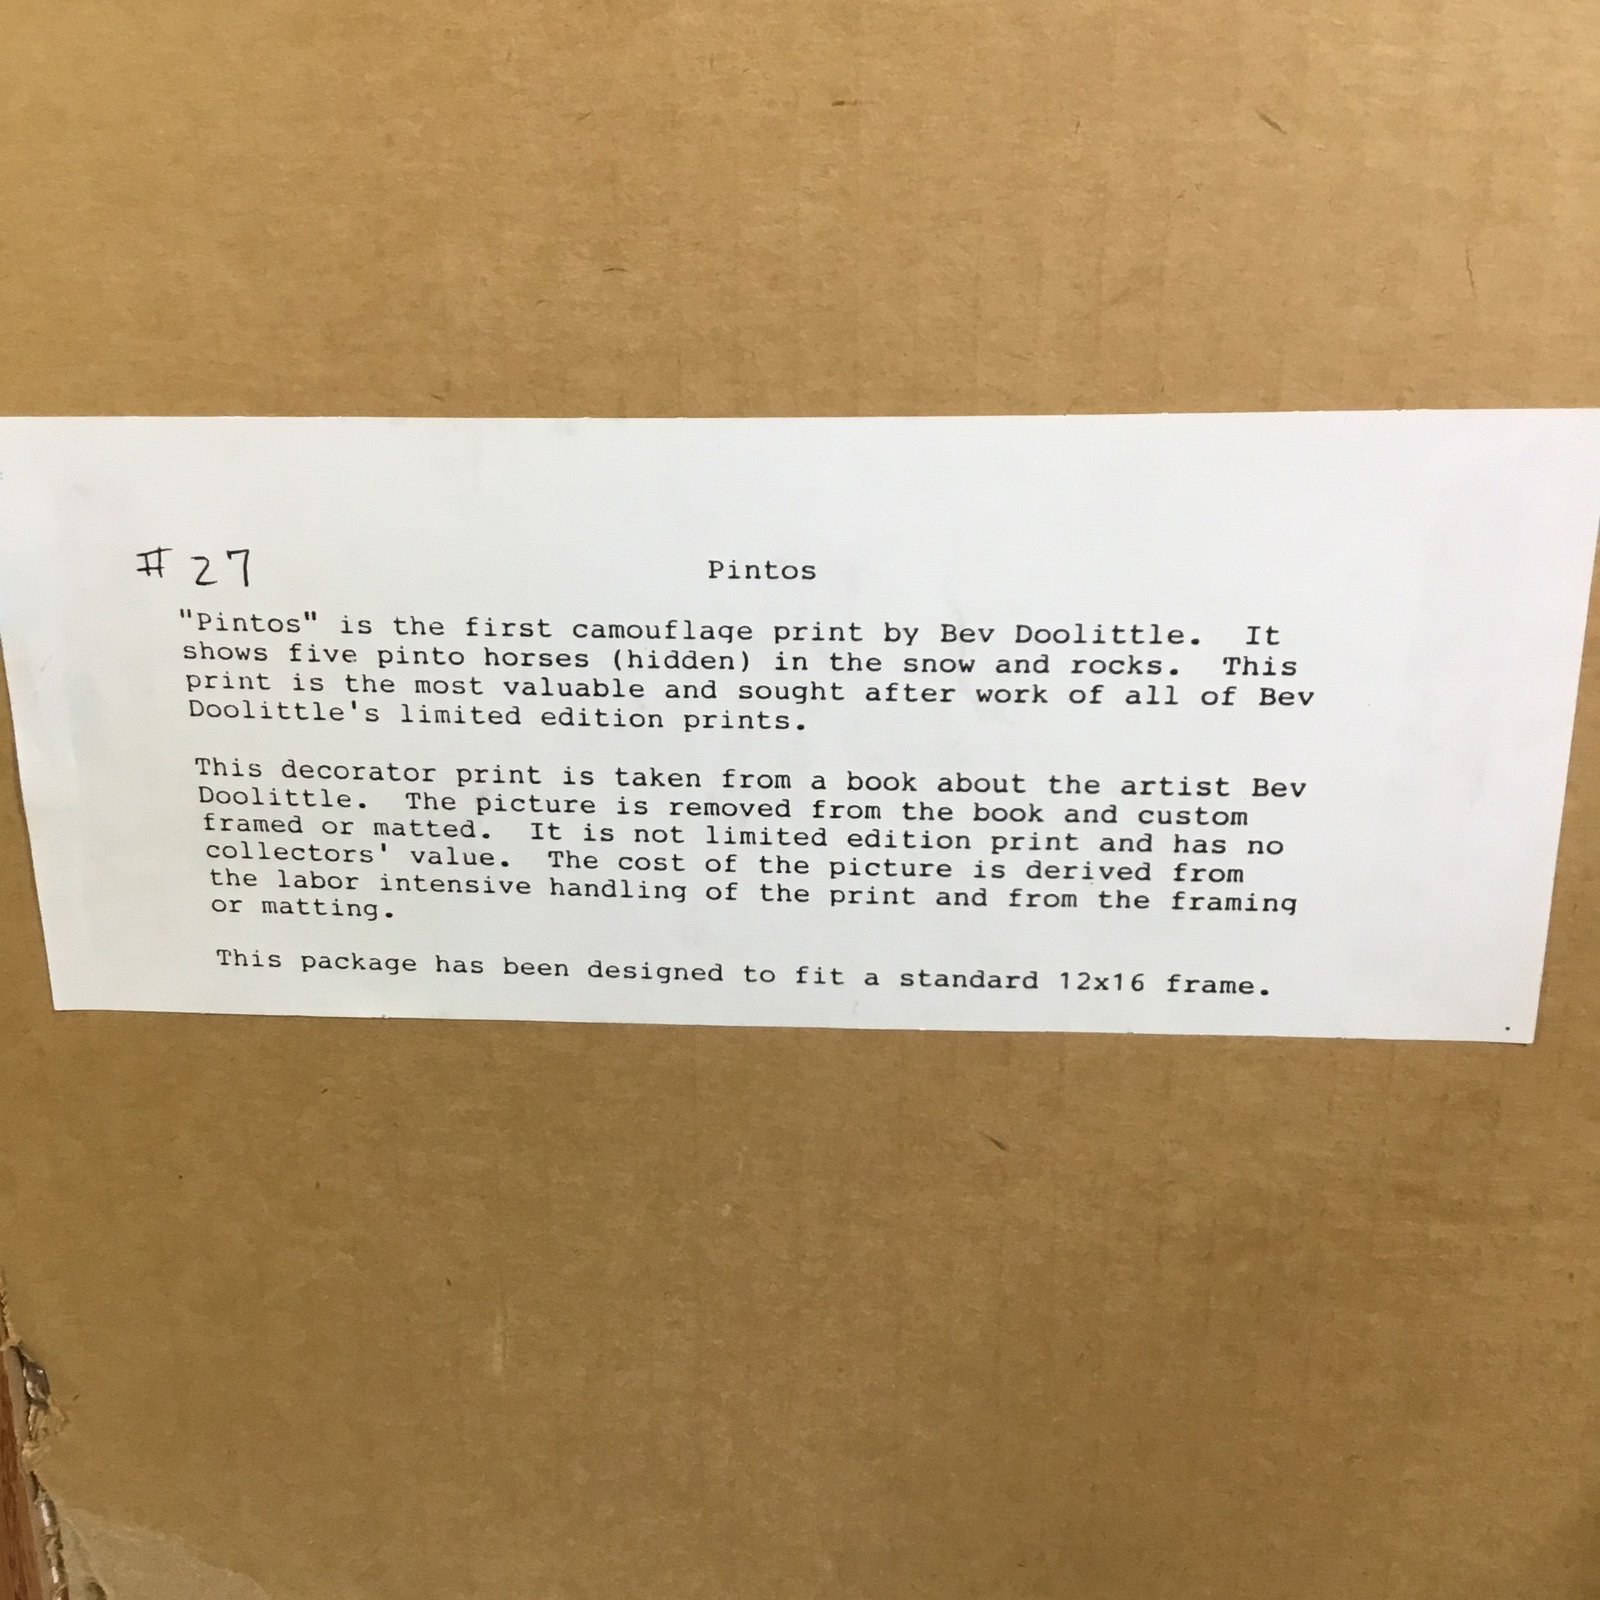 # 27
Pintos
"Pintos" is the first camouflage print by Bev Doolittle. It
shows five pinto horses (hidden) in the snow and rocks. This
print is the most valuable and sought after work of all of Bev
Doolittle's limited edition prints.
This decorator print is taken from a book about the artist Bev
Doolittle. The picture is removed from the book and custom
framed or matted. It is not limited edition print and has no
collectors' value. The cost of the picture is derived from
the labor intensive handling of the print and from the framing
or matting.
This package has been designed to fit a standard 12x16 frame.